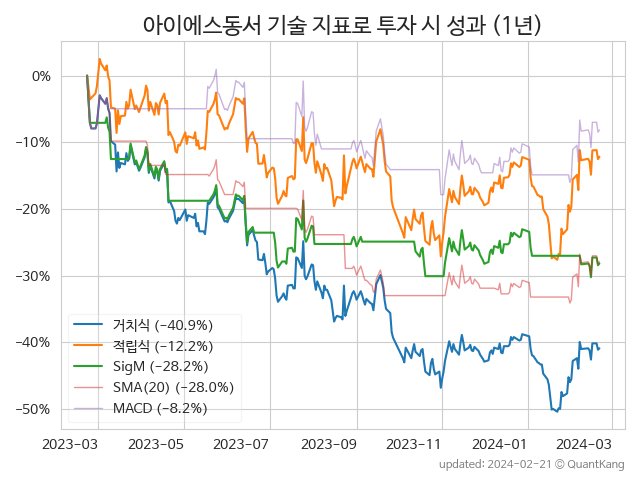 아이에스동서 기술 지표로 투자 시 성과 (1년)
0%
−10%
−20%
−30%
−40%
−50%
거치식 (−40.9%)
적립식 (−12.2%)
SigM (−28.2%)
SMA(20) (−28.0%)
MACD (−8.2%)
2023−03 2023−05 2023−07 2023−09 2023−11 2024−01 2024−03
updated: 2024−02−21 © QuantKang